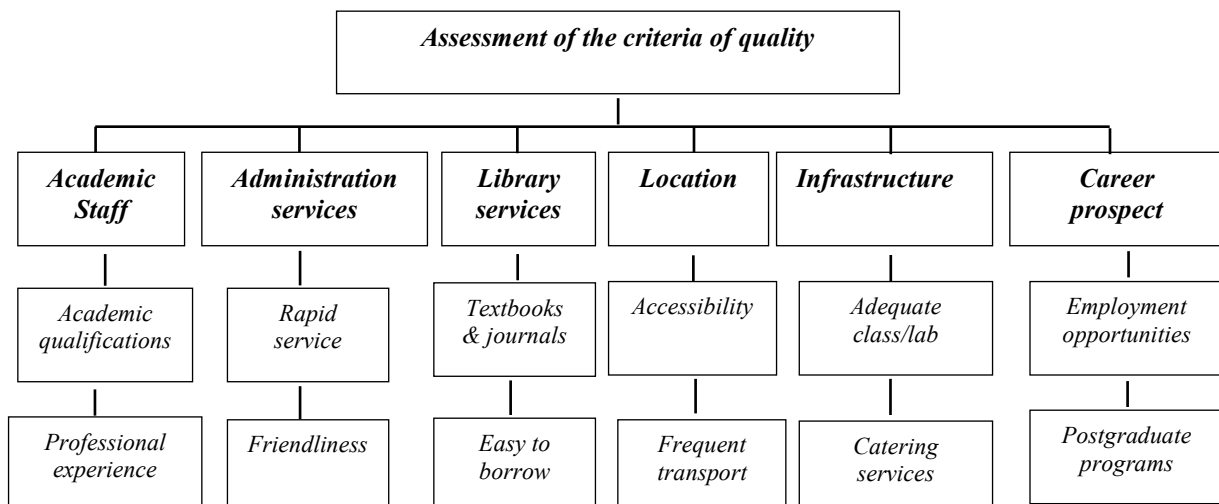 Assessment of the criteria of quality
Academic
Staff
Administration
services
Library
services
Location
Infrastructure
Career
prospect
Academic
qualifications
Rapid
service
Textbooks
& journals
Accessibility
Adequate
class/lab
Employment
opportunities
Professional
experience
Friendliness
Easy to
borrow
Frequent
transport
Catering
services
Postgraduate
programs